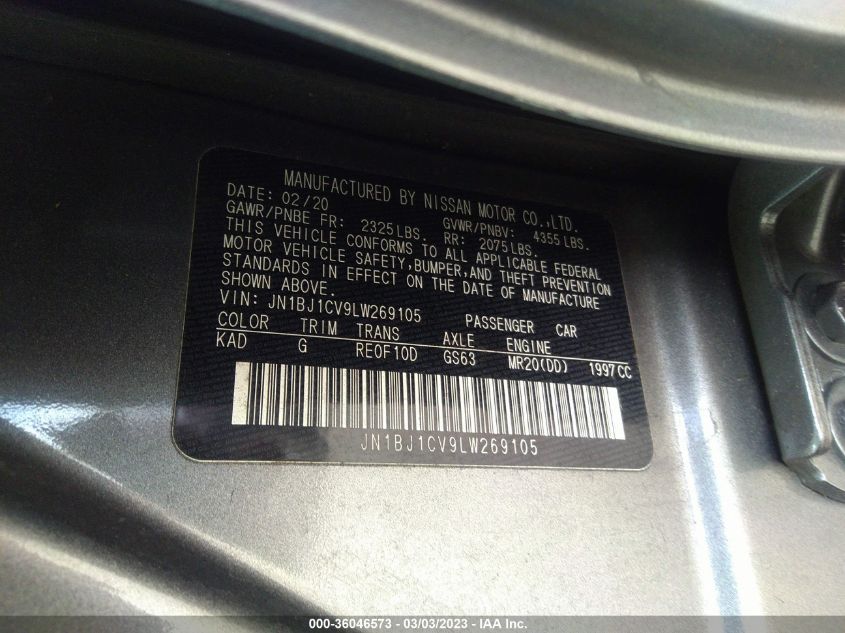 MANUFACTURED BY NISSAN MOTOR CO.,LTD.
DATE: 02/20 GVWR/PNBV: 4355LBS.
GAWR/PNBE FR: 2325LBS. RR: 2075LBS.
THIS VEHICLE CONFORMS TO ALL APPLICABLE FEDERAL
MOTOR VEHICLE SAFETY,BUMPER,AND THEFT PREVENTION
STANDARDS IN EFFECT ON THE DATE OF MANUFACTURE
SHOWN ABOVE.
VIN: JN1BJ1CV9LW269105 PASSENGER CAR
COLOR TRIM TRANS AXLE ENGINE
KAD G RE0F10D GS63 MR20(DD) 1997CC
JN1BJ1CV9LW269105
000-36046573 — 03/03/2023 — IAA Inc.